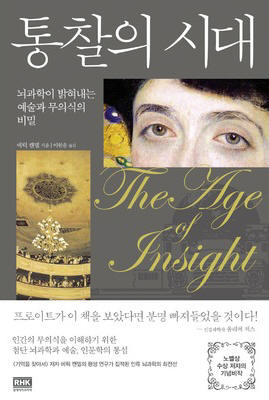 통찰의 시대
뇌과학이 밝혀내는
예술과 무의식의
비밀
에릭 캔델 지음 | 이한음 옮김
The Age
of
Insight
프로이트가 이 책을 보았다면 분명 빠져들었을 것이다!
올리버 색스
인간의 무의식을 이해하기 위한
첨단 뇌과학과 예술, 인문학의 통섭
《기억을 찾아서》 저자 에릭 캔델의 평생 연구가 집적된 인류 뇌과학의 최전선
노벨상
수상 저자의
기념비작
RHK